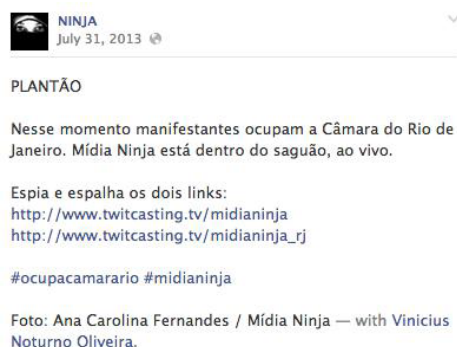 NINJA
July 31, 2013
PLANTÃO
Nesse momento manifestantes ocupam a Câmara do Rio de
Janeiro. Mídia Ninja está dentro do saguão, ao vivo.
Espia e espalha os dois links:
http://www.twitcasting.tv/midianinja
http://www.twitcasting.tv/midianinja_rj
#ocupacamarario #midianinja
Foto: Ana Carolina Fernandes / Mídia Ninja — with Vinicius
Noturno Oliveira.